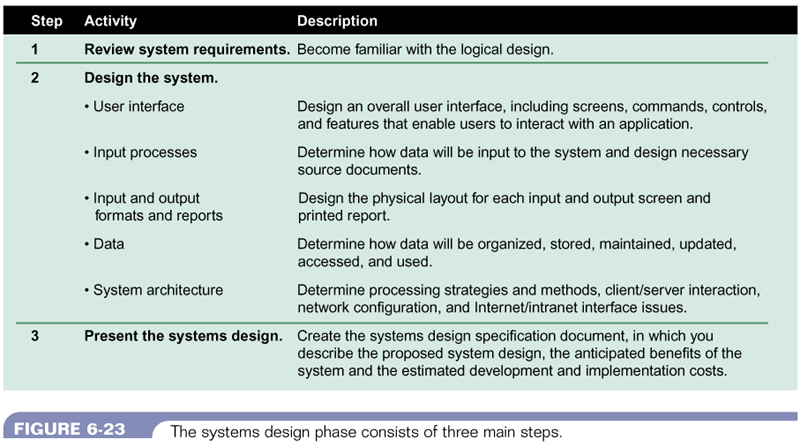 Step Activity Description
1 Review system requirements. Become familiar with the logical design.
2 Design the system.
• User interface Design an overall user interface, including screens, commands, controls,
and features that enable users to interact with an application.
• Input processes Determine how data will be input to the system and design necessary
source documents.
• Input and output Design the physical layout for each input and output screen and
formats and reports printed report.
• Data Determine how data will be organized, stored, maintained, updated,
accessed, and used.
• System architecture Determine processing strategies and methods, client/server interaction,
network configuration, and Internet/intranet interface issues.
3 Present the systems design. Create the systems design specification document, in which you
describe the proposed system design, the anticipated benefits of the
system and the estimated development and implementation costs.
FIGURE 6-23 The systems design phase consists of three main steps.